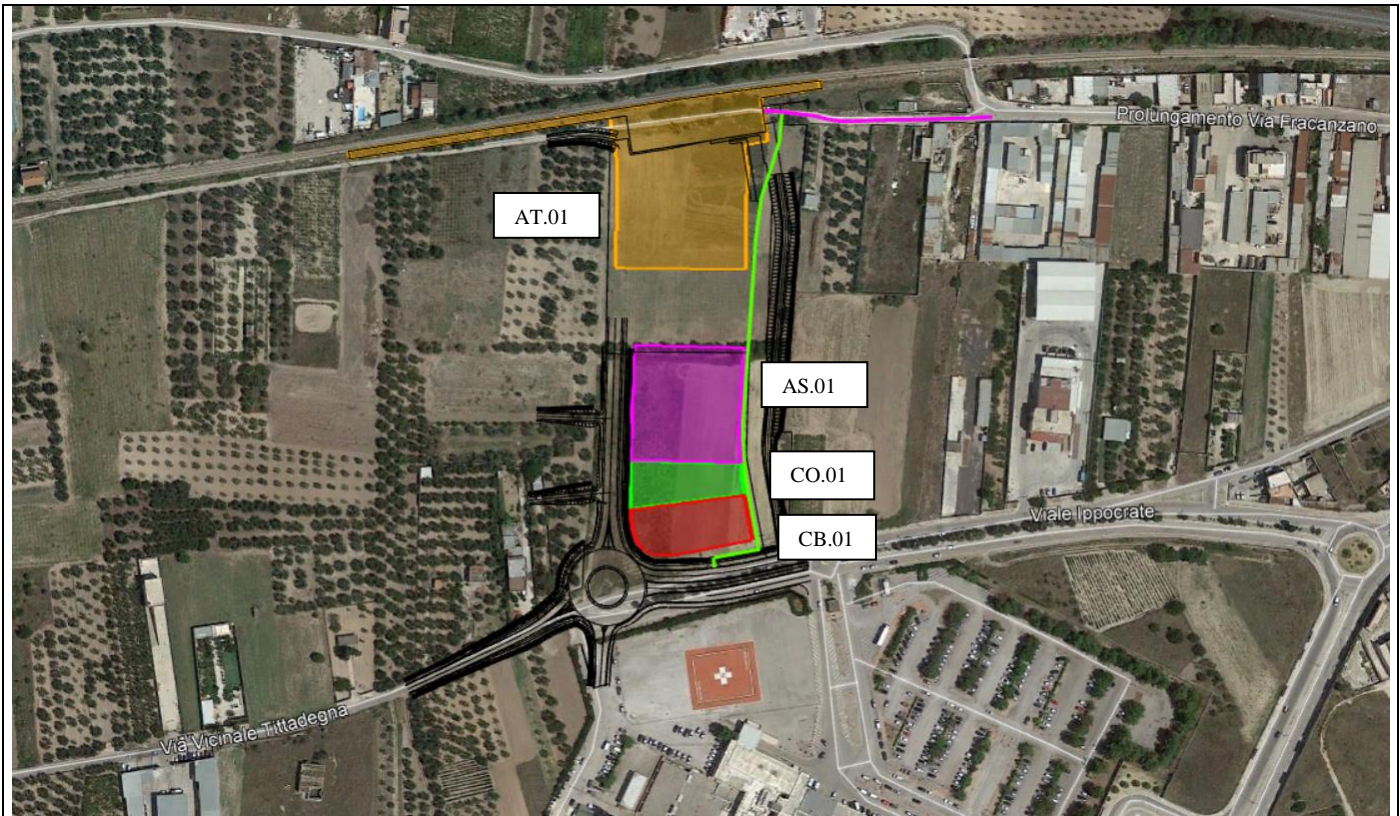 Prolungamento Via Fracanzano
AT.01
AS.01
CO.01
Viale Ippocrate
CB.01
Via Vicinale Tittadegna